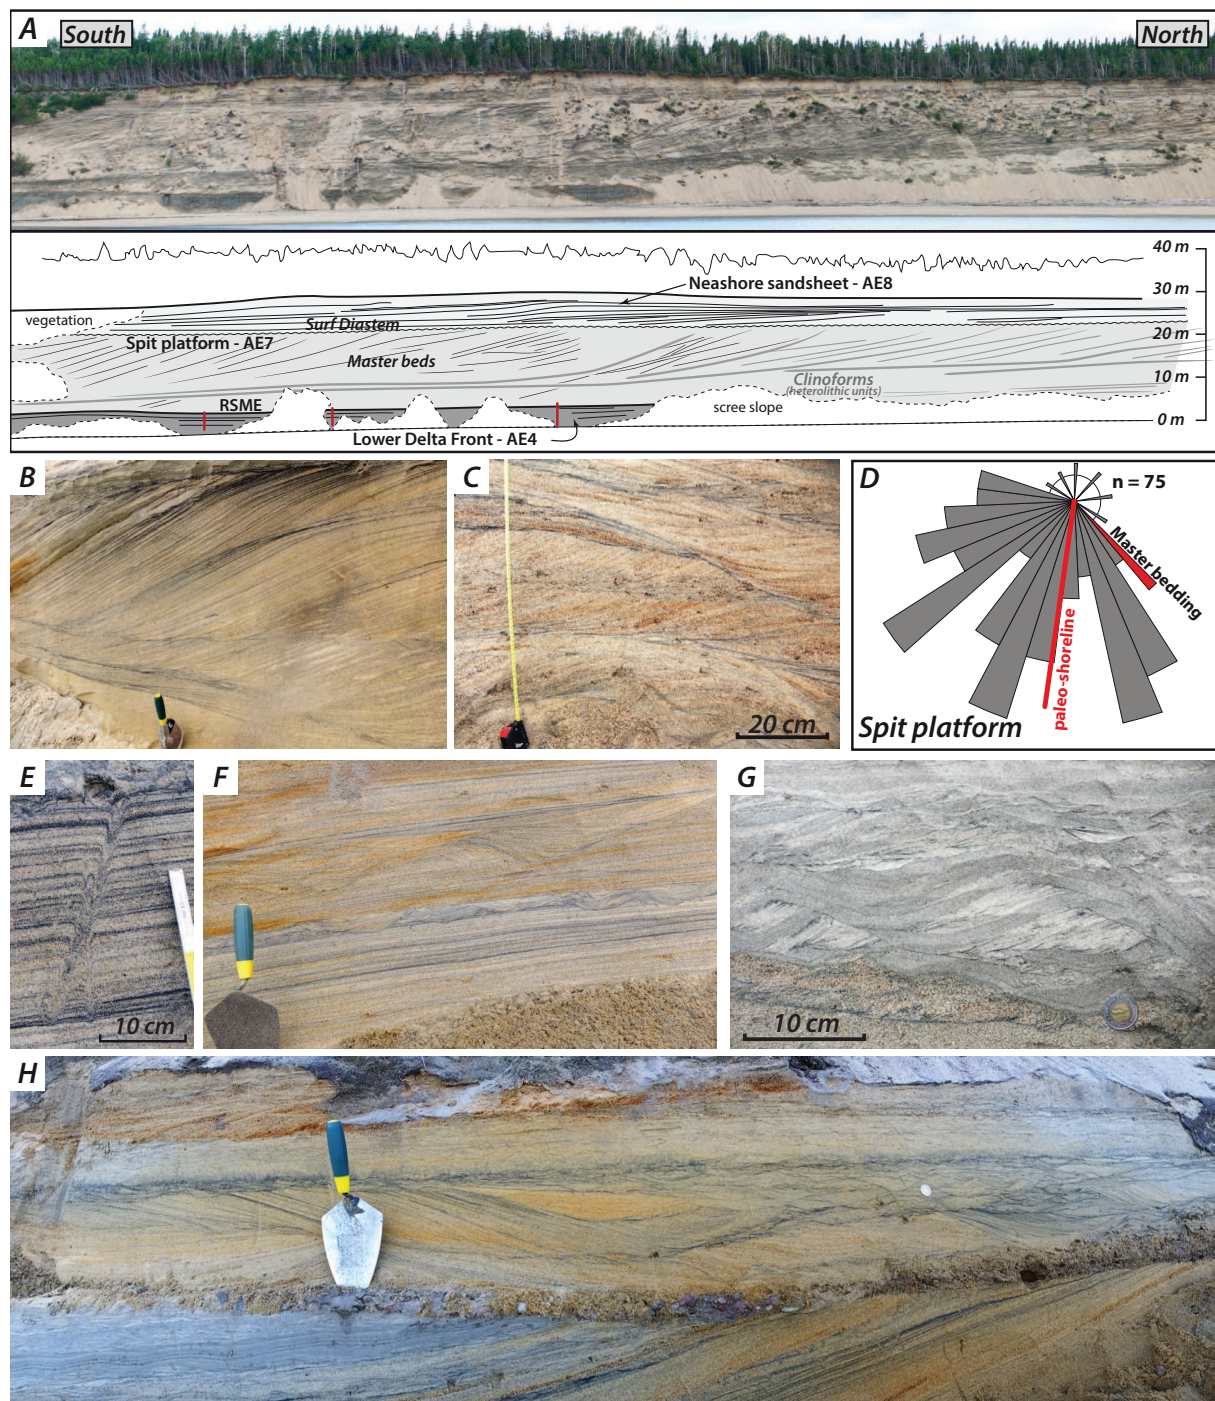 A
South
North
40 m
Neashore sandsheet - AE8
30 m
vegetation
Surf Diastem
Spit platform - AE7
20 m
Master beds
Clinoforms
(heterolithic units)
10 m
RSME
scree slope
0 m
Lower Delta Front - AE4
B
C
20 cm
D
n = 75
Master bedding
paleo-shoreline
Spit platform
E
10 cm
F
G
10 cm
H